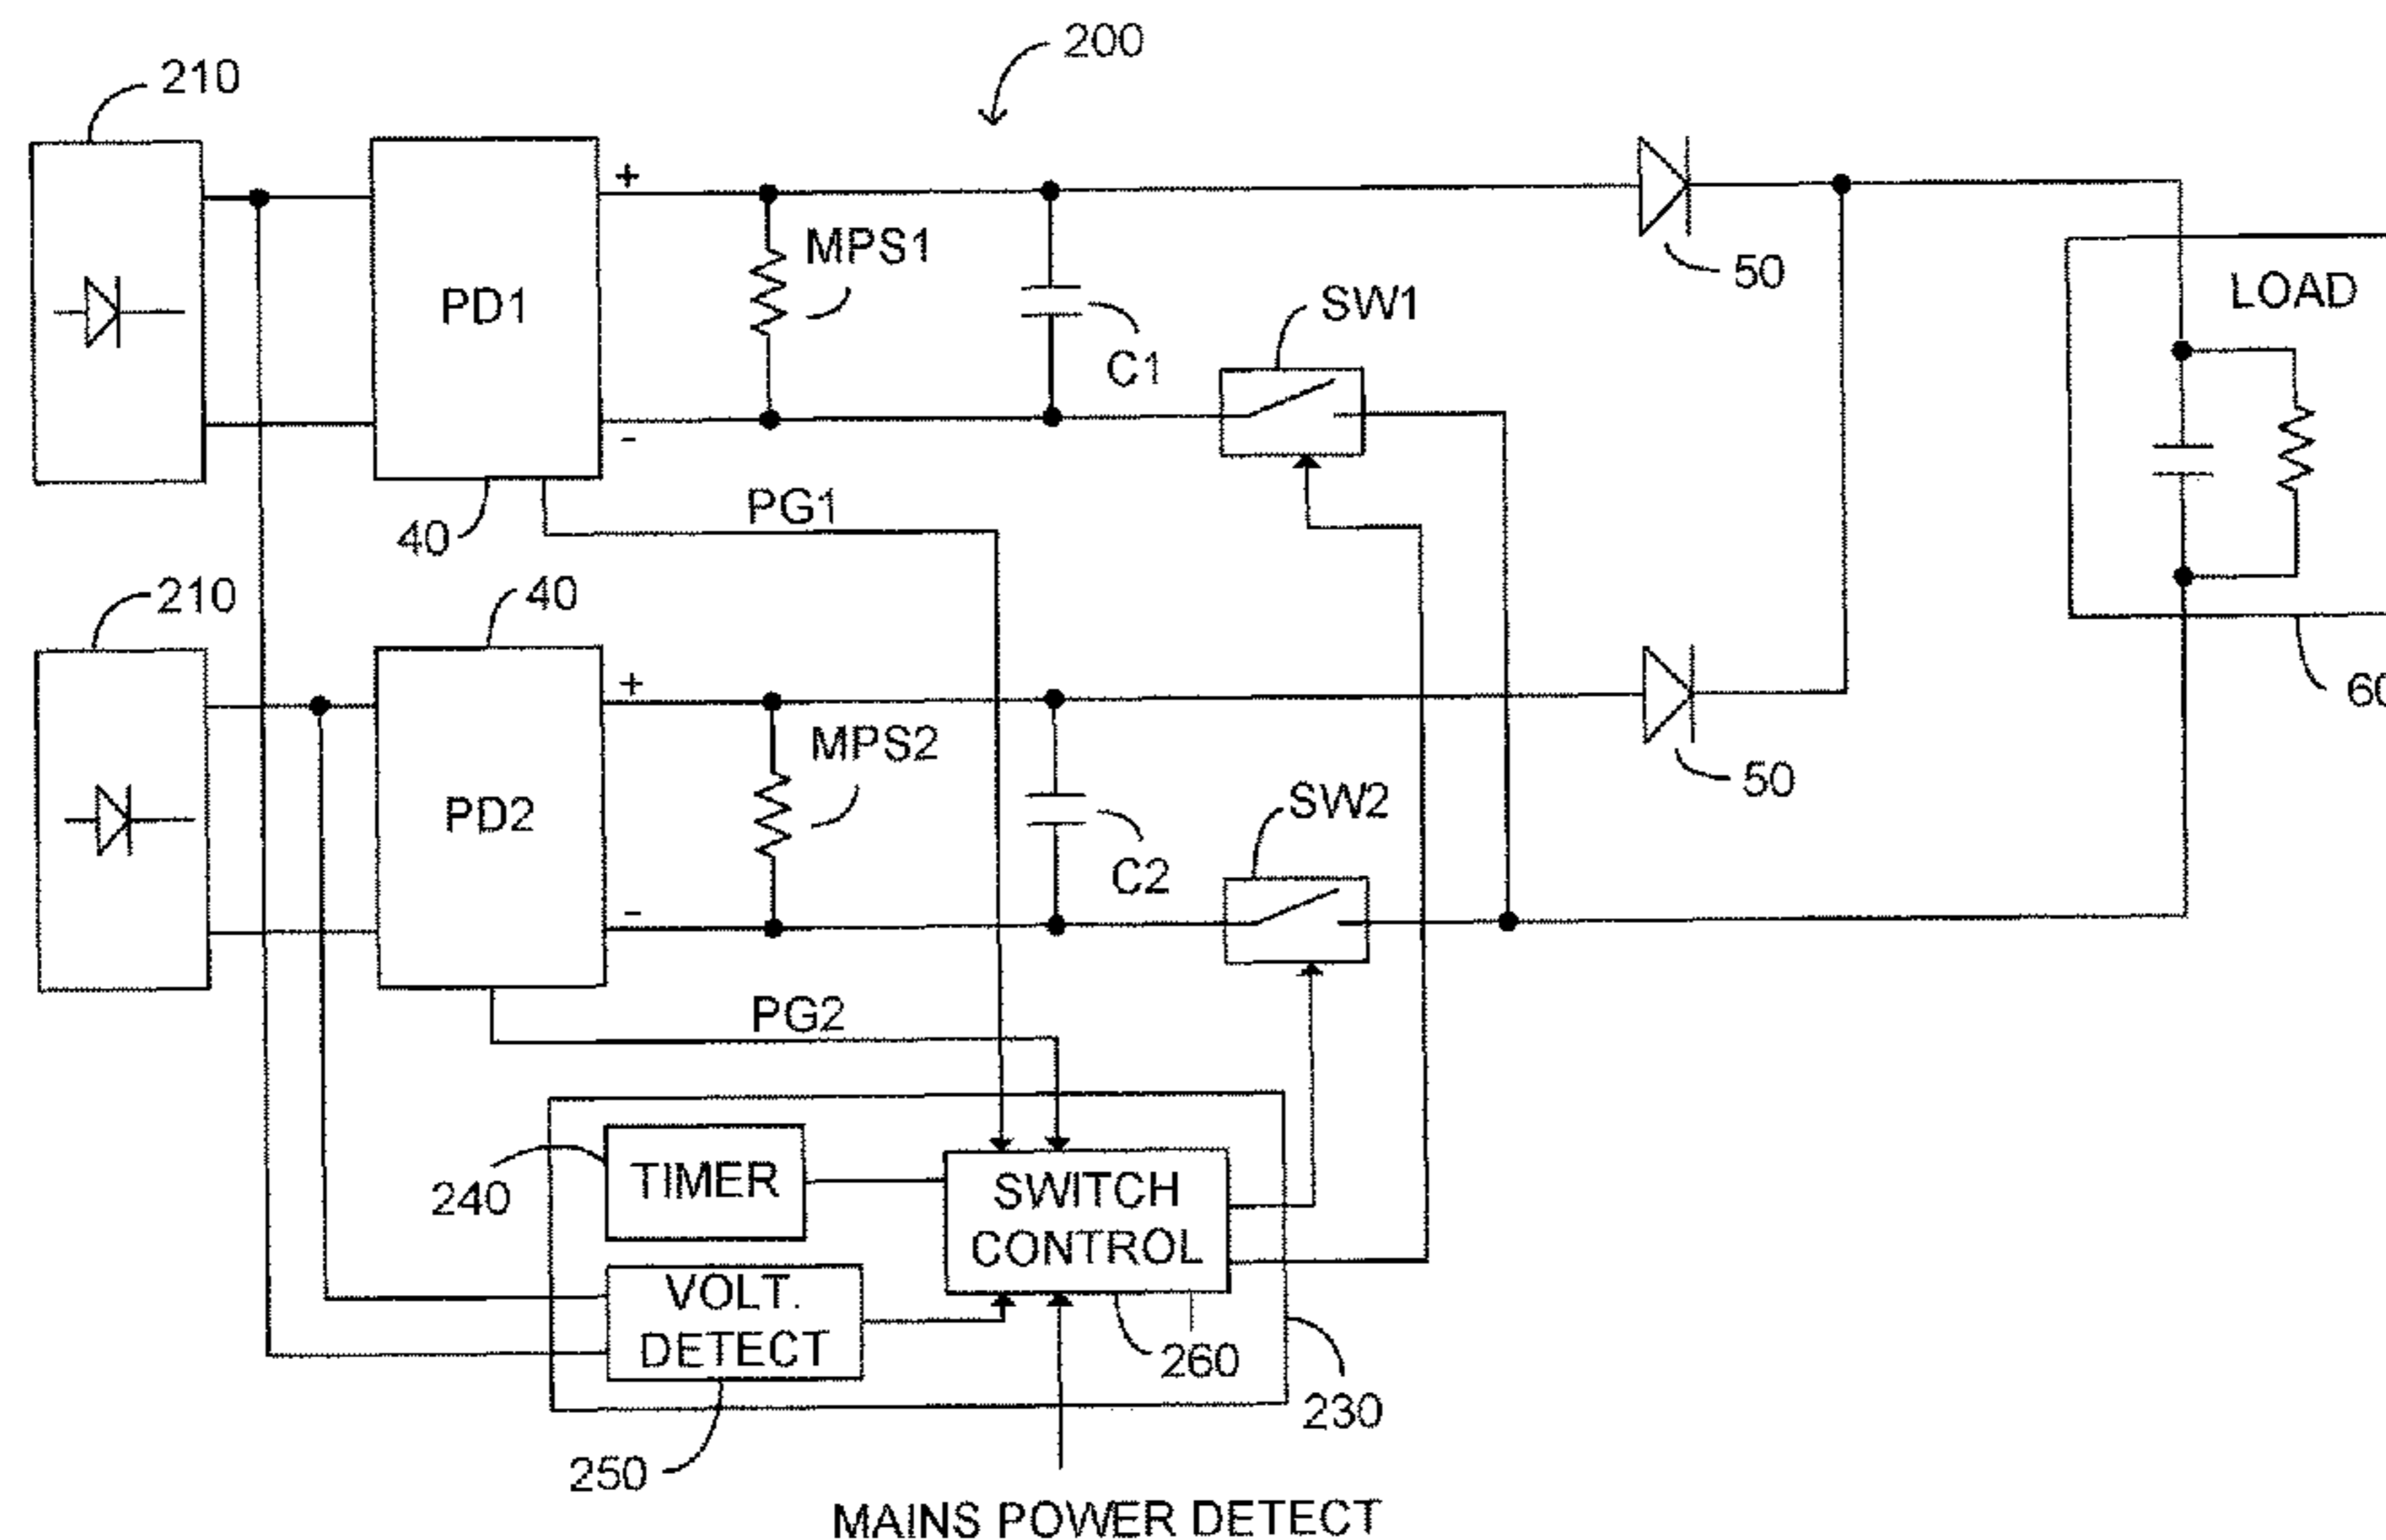 200
210
+
PD1
MPS1
C1
SW1
50
LOAD
-
40
PG1
210
40
+
PD2
MPS2
C2
SW2
50
60
-
PG2
TIMER
240
SWITCH
CONTROL
VOLT.
DETECT
260
230
250
MAINS POWER DETECT